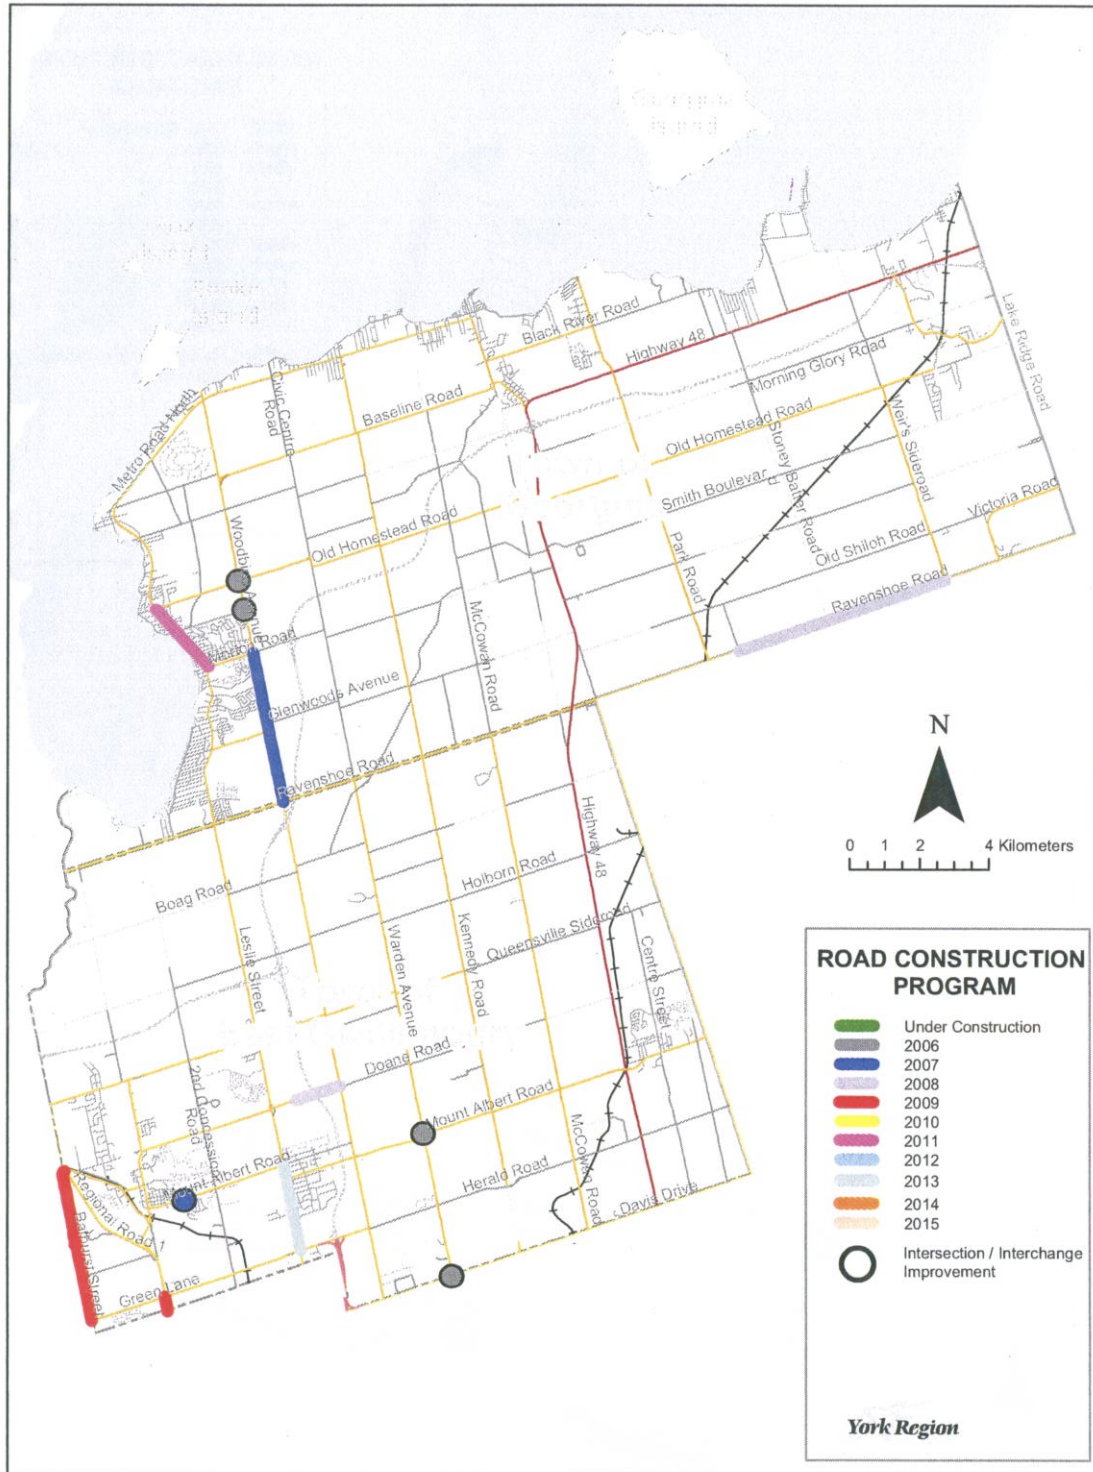 Black River Road
Highway 48
Lake Ridge Road
Civic Centre
Road
Metro Road North
Baseline Road
Morning Glory Road
Old Homestead Road
Weir's Sideroad
Smith Boulevard
Victoria Road
Old Homestead Road
Park Road
Old Shiloh Road
Ravenshoe Road
McCowan Road
Glenwoods Avenue
Ravenshoe Road
N
0 1 2 4 Kilometers
Highway 48
Boag Road
Holborn Road
Leslie Street
Warden Avenue
Kennedy Road
Queensville Sideroad
Centre Street
Doane Road
2nd Concession
Road
Mount Albert Road
Mount Albert Road
Herald Road
McCowan Road
Davis Drive
Regional Road 1
Bathurst Street
Green Lane
ROAD CONSTRUCTION
PROGRAM
Under Construction
2006
2007
2008
2009
2010
2011
2012
2013
2014
2015
Intersection / Interchange
Improvement
York Region